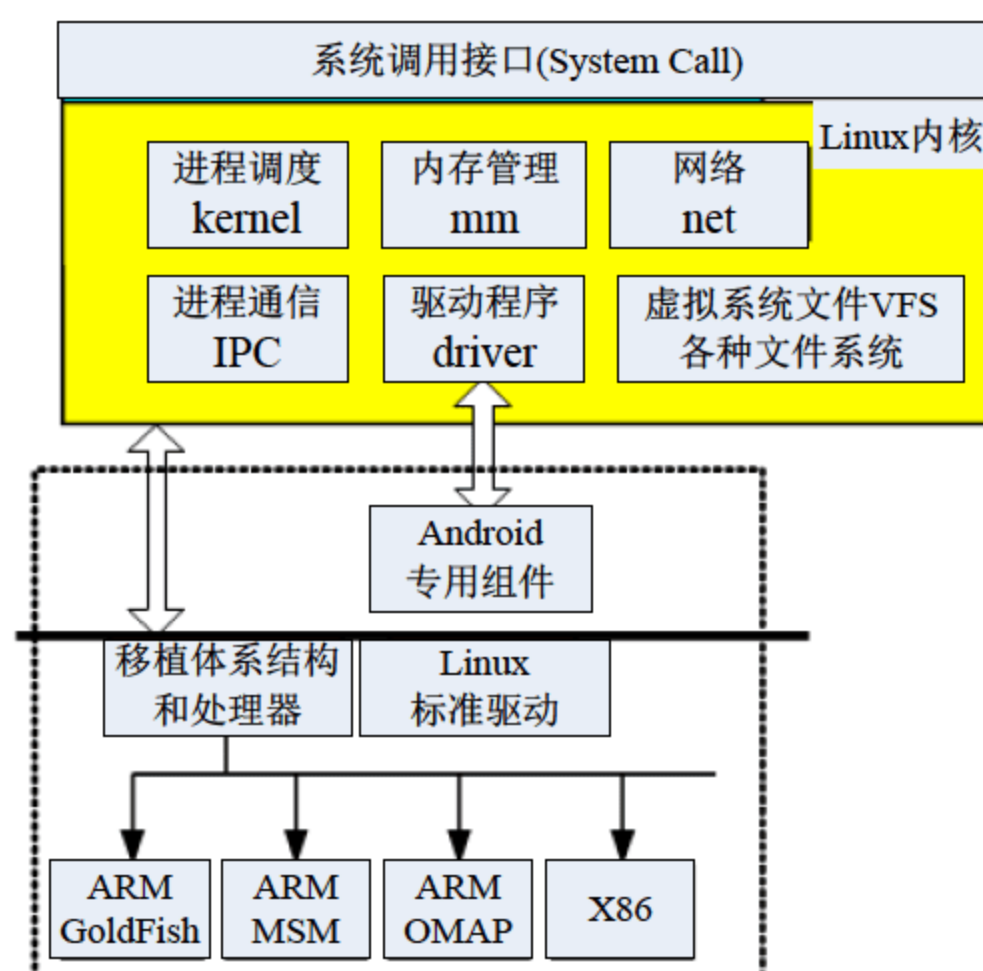 系统调用接口(System Call)
Linux内核
进程调度
kernel
内存管理
mm
网络
net
进程通信
IPC
驱动程序
driver
虚拟系统文件VFS
各种文件系统
Android
专用组件
移植体系结构
和处理器
Linux
标准驱动
ARM
GoldFish
ARM
MSM
ARM
OMAP
X86